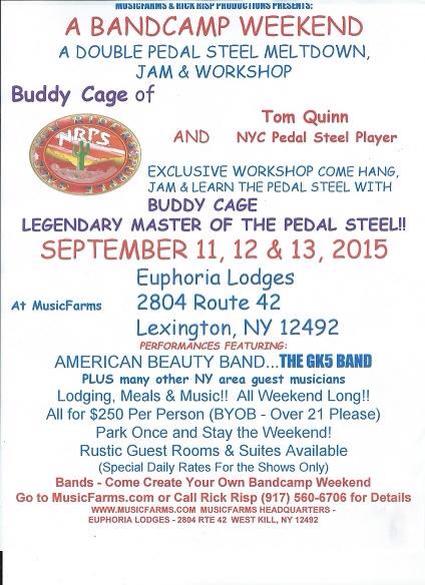 MUSICFARMS & RICK RISP PRODUCTIONS PRESENTS:
A BANDCAMP WEEKEND
A DOUBLE PEDAL STEEL MELTDOWN,
JAM & WORKSHOP
Buddy Cage of
Tom Quinn
AND NYC Pedal Steel Player
NRPS
EXCLUSIVE WORKSHOP COME HANG,
JAM & LEARN THE PEDAL STEEL WITH
BUDDY CAGE
LEGENDARY MASTER OF THE PEDAL STEEL!!
SEPTEMBER 11, 12 & 13, 2015
Euphoria Lodges
At MusicFarms 2804 Route 42
Lexington, NY 12492
PERFORMANCES FEATURING:
AMERICAN BEAUTY BAND...THE GK5 BAND
PLUS many other NY area guest musicians
Lodging, Meals & Music!! All Weekend Long!!
All for $250 Per Person (BYOB - Over 21 Please)
Park Once and Stay the Weekend!
Rustic Guest Rooms & Suites Available
(Special Daily Rates For the Shows Only)
Bands - Come Create Your Own Bandcamp Weekend
Go to MusicFarms.com or Call Rick Risp (917) 560-6706 for Details
WWW.MUSICFARMS.COM MUSICFARMS HEADQUARTERS -
EUPHORIA LODGES - 2804 RTE 42 WEST KILL, NY 12492